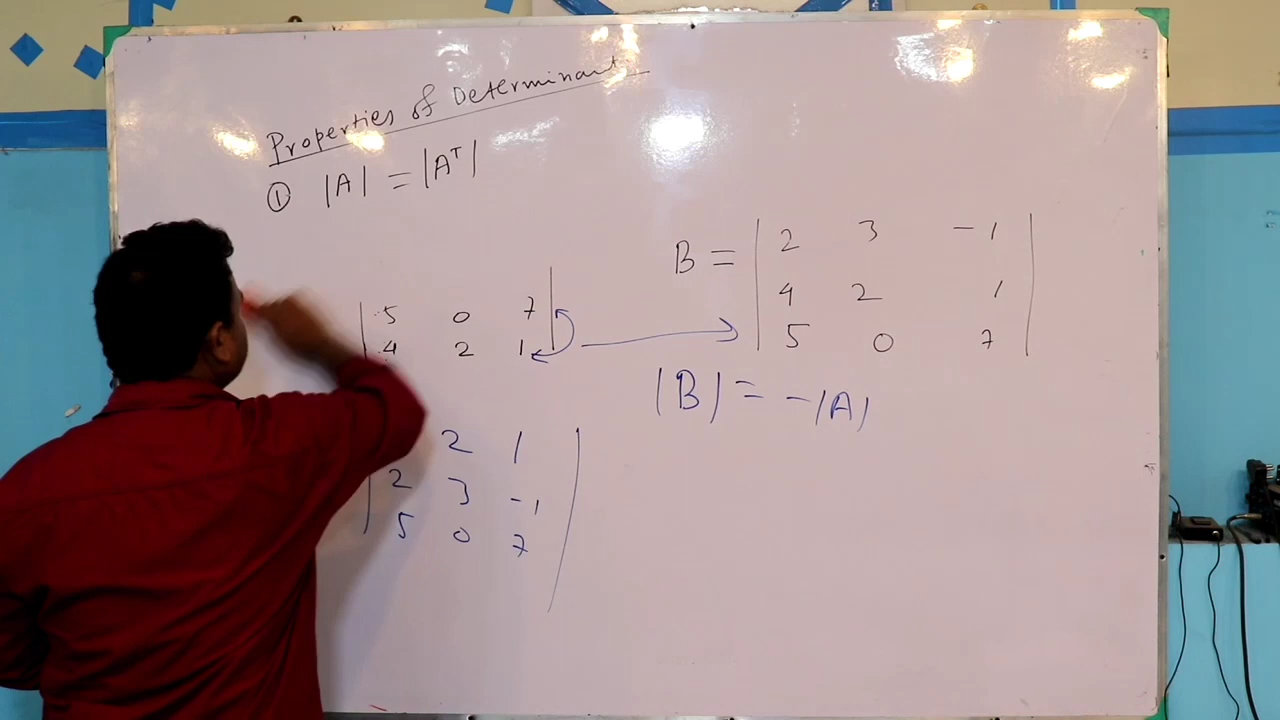 Properties of Determinant
① |A| = |Aᵀ|
B = | 2 3 -1 |
4 2 1
5 0 7
| 5 0 7 |
4 2 1
|B| = -|A|
2 1
2 3 -1
5 0 7